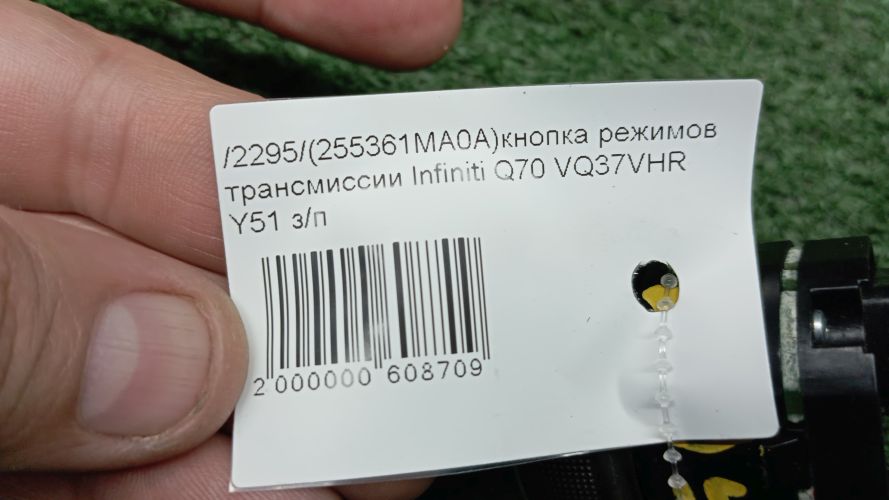 /2295/(255361MA0A)кнопка режимов
трансмиссии Infiniti Q70 VQ37VHR
Y51 з/п
2 000000 608709